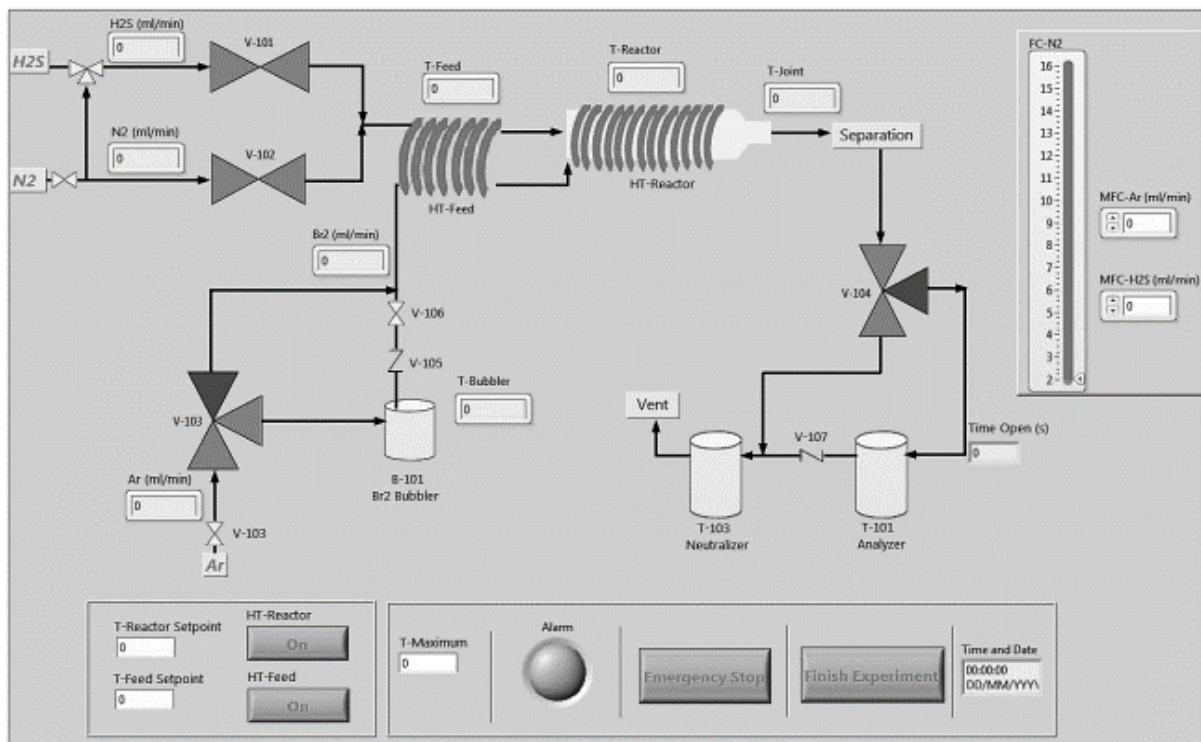 H2S (ml/min)
0
H2S
V-101
N2 (ml/min)
0
N2
V-102
T-Feed
0
HT-Feed
T-Reactor
0
HT-Reactor
T-Joint
0
Separation
Br2 (ml/min)
0
V-106
V-105
T-Bubbler
0
V-103
B-101
Br2 Bubbler
Ar (ml/min)
0
V-103
Ar
V-104
Vent
V-107
Time Open (s)
0
T-103
Neutralizer
T-101
Analyzer
FC-N2
16
15
14
13
12
11
10
9
8
7
6
5
4
3
2
MFC-Ar (ml/min)
0
MFC-H2S (ml/min)
0
T-Reactor Setpoint
0
HT-Reactor
On
T-Feed Setpoint
0
HT-Feed
On
T-Maximum
0
Alarm
Emergency Stop
Finish Experiment
Time and Date
00:00:00
DD/MM/YYY